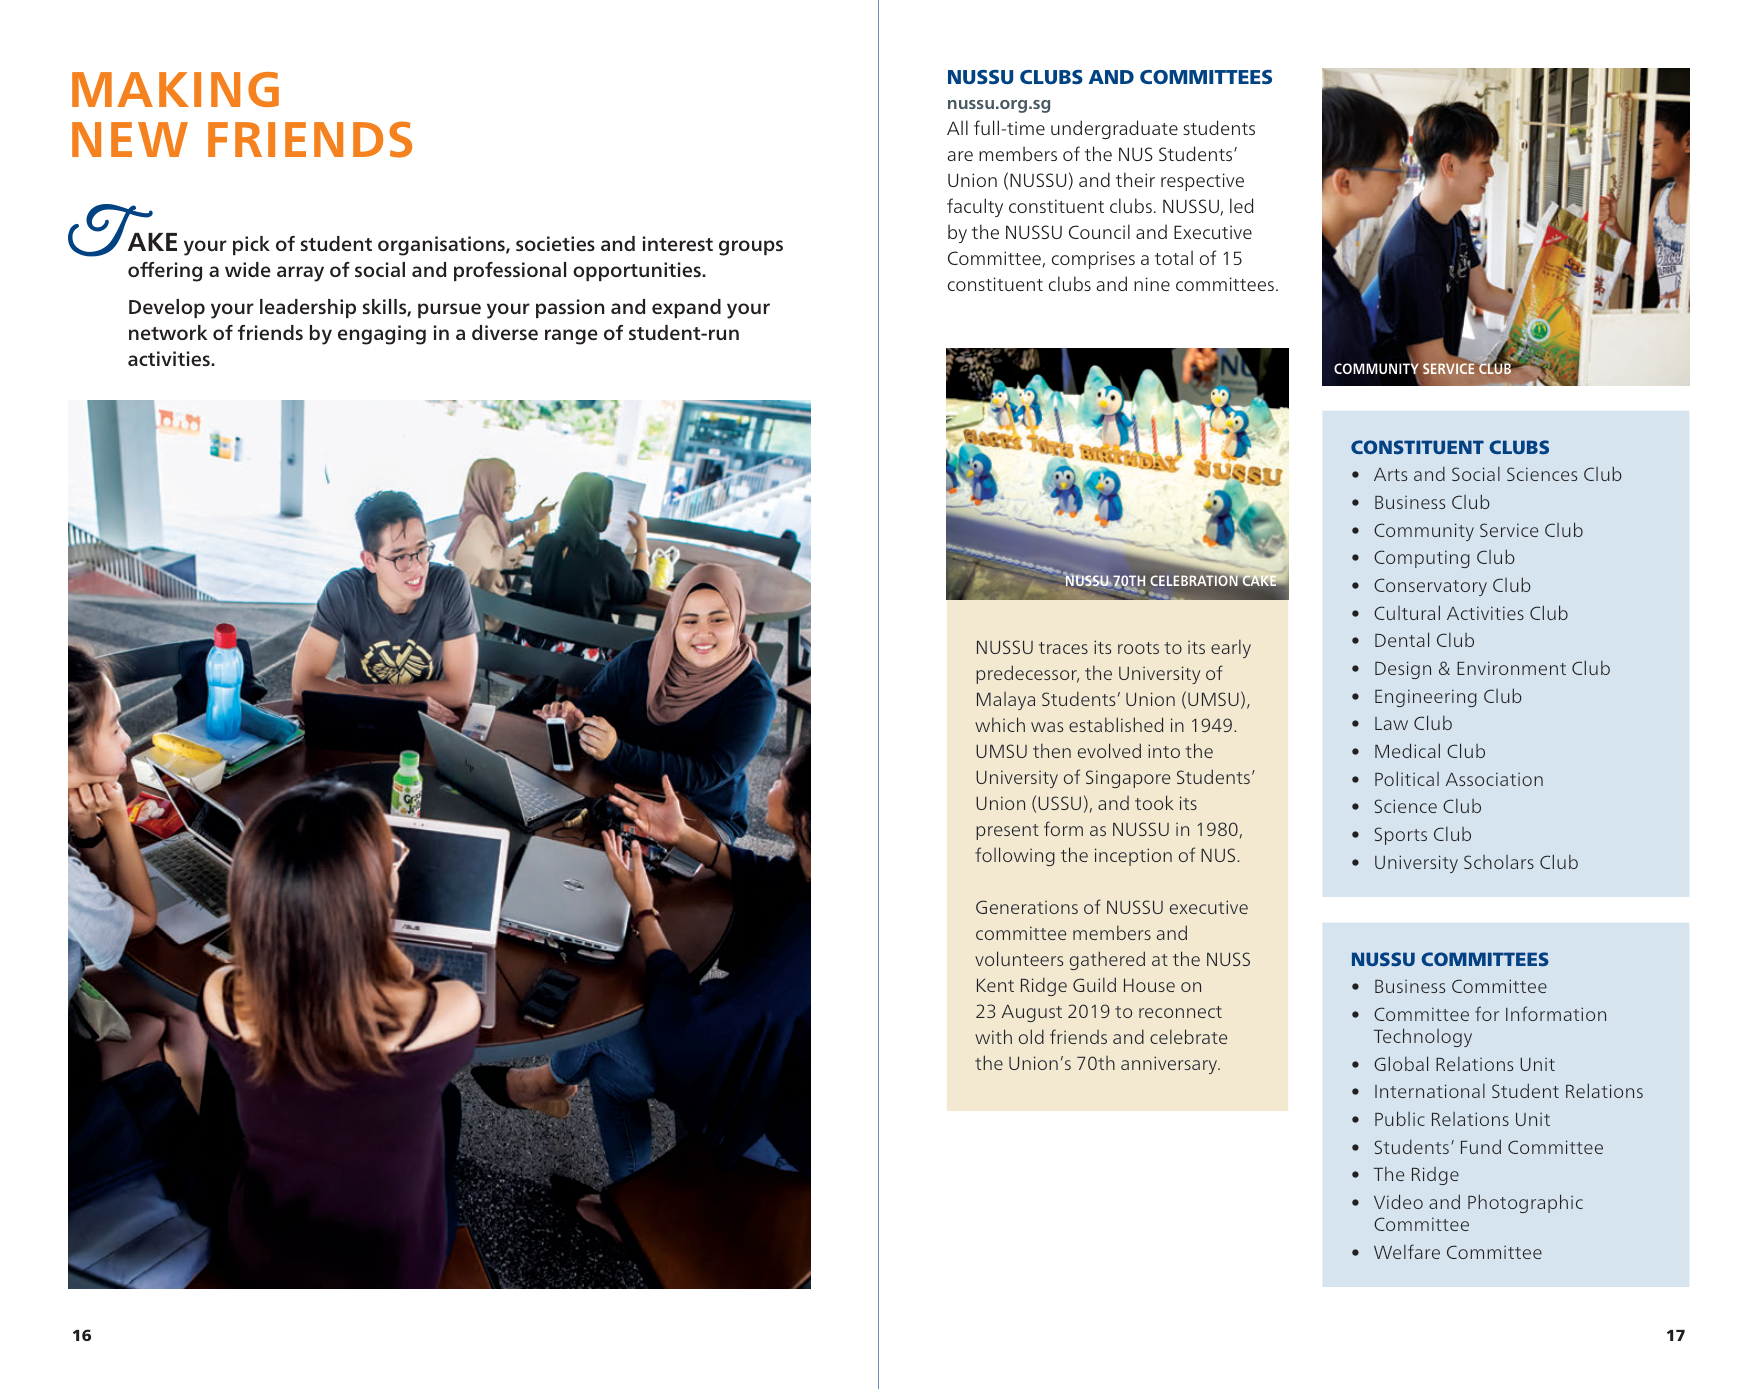 MAKING
NEW FRIENDS
TAKE your pick of student organisations, societies and interest groups
offering a wide array of social and professional opportunities.
Develop your leadership skills, pursue your passion and expand your
network of friends by engaging in a diverse range of student-run
activities.
16
NUSSU CLUBS AND COMMITTEES
nussu.org.sg
All full-time undergraduate students
are members of the NUS Students’
Union (NUSSU) and their respective
faculty constituent clubs. NUSSU, led
by the NUSSU Council and Executive
Committee, comprises a total of 15
constituent clubs and nine committees.
HAPPY 70TH BIRTHDAY NUSSU
NUSSU 70TH CELEBRATION CAKE
NUSSU traces its roots to its early
predecessor, the University of
Malaya Students’ Union (UMSU),
which was established in 1949.
UMSU then evolved into the
University of Singapore Students’
Union (USSU), and took its
present form as NUSSU in 1980,
following the inception of NUS.
Generations of NUSSU executive
committee members and
volunteers gathered at the NUSS
Kent Ridge Guild House on
23 August 2019 to reconnect
with old friends and celebrate
the Union’s 70th anniversary.
COMMUNITY SERVICE CLUB
CONSTITUENT CLUBS
• Arts and Social Sciences Club
• Business Club
• Community Service Club
• Computing Club
• Conservatory Club
• Cultural Activities Club
• Dental Club
• Design & Environment Club
• Engineering Club
• Law Club
• Medical Club
• Political Association
• Science Club
• Sports Club
• University Scholars Club
NUSSU COMMITTEES
• Business Committee
• Committee for Information
Technology
• Global Relations Unit
• International Student Relations
• Public Relations Unit
• Students’ Fund Committee
• The Ridge
• Video and Photographic
Committee
• Welfare Committee
17